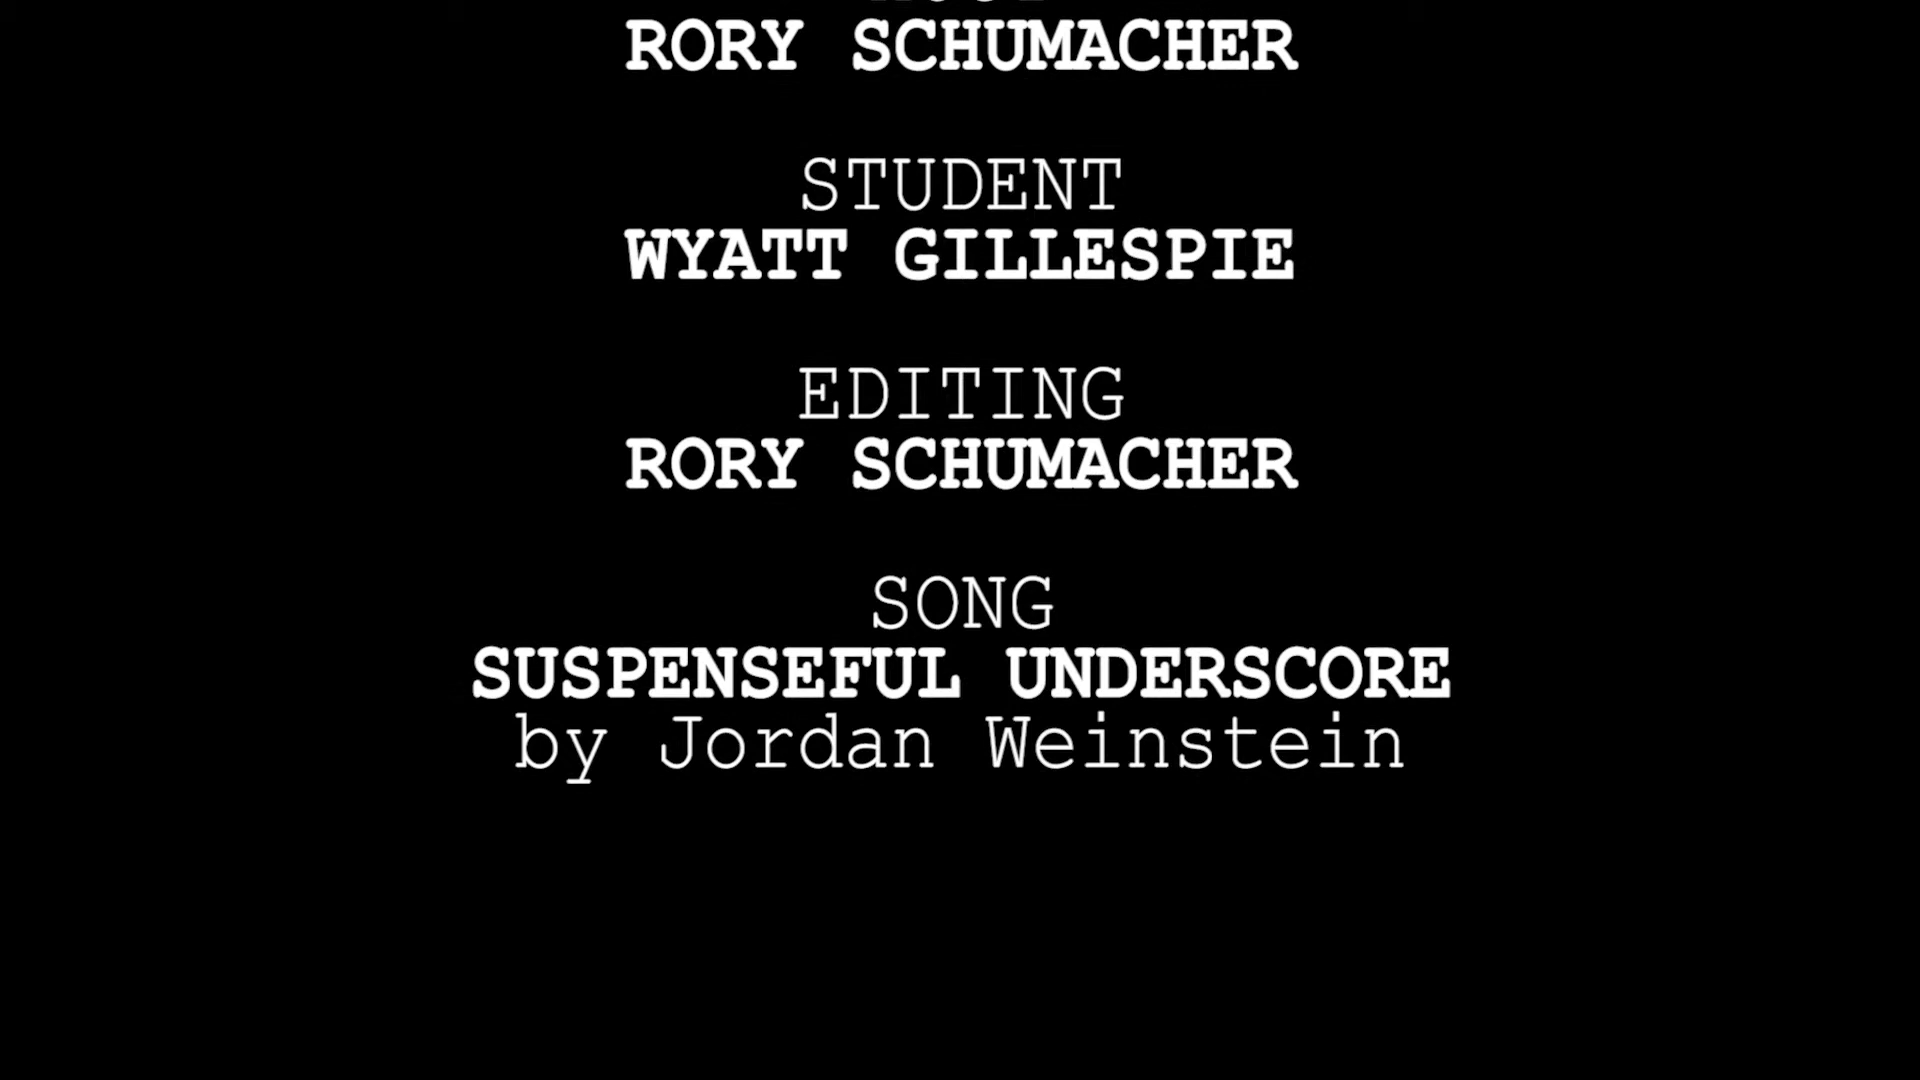 RORY SCHUMACHER
STUDENT
WYATT GILLESPIE
EDITING
RORY SCHUMACHER
SONG
SUSPENSEFUL UNDERSCORE
by Jordan Weinstein